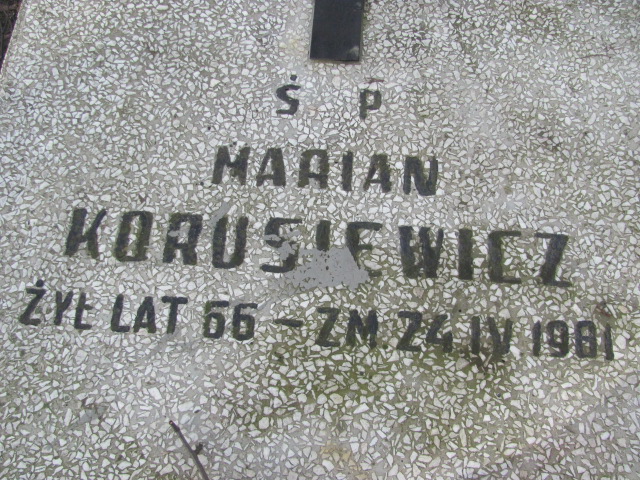 Ś P
MARIAN
KORUSIEWICZ
ŻYŁ LAT 66 – ZM 24 IV 1981